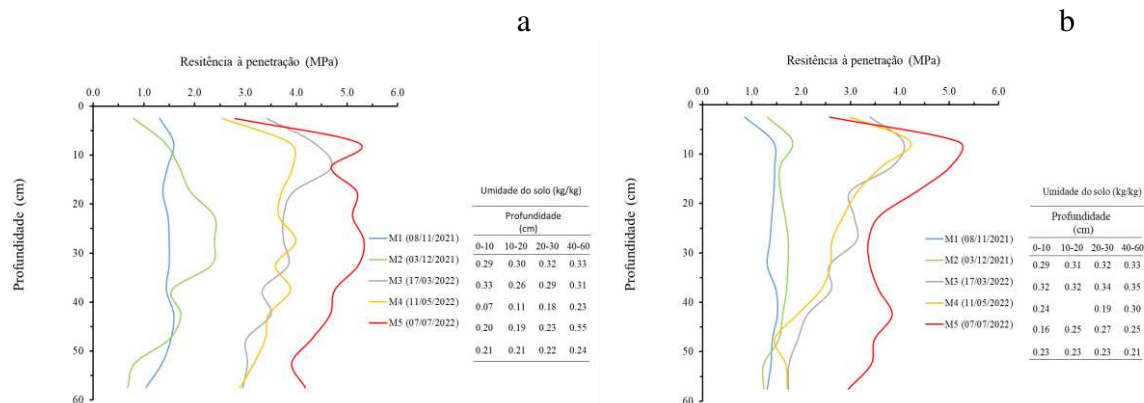 a
Resitência à penetração (MPa)
0.0 1.0 2.0 3.0 4.0 5.0 6.0
0
10
20
30
40
50
60
Profundidade (cm)
M1 (08/11/2021)
M2 (03/12/2021)
M3 (17/03/2022)
M4 (11/05/2022)
M5 (07/07/2022)
Umidade do solo (kg/kg)
Profundidade
(cm)
0-10 10-20 20-30 40-60
0.29 0.30 0.32 0.33
0.33 0.26 0.29 0.31
0.07 0.11 0.18 0.23
0.20 0.19 0.23 0.55
0.21 0.21 0.22 0.24
b
Resitência à penetração (MPa)
0.0 1.0 2.0 3.0 4.0 5.0 6.0
0
10
20
30
40
50
60
Profundidade (cm)
M1 (08/11/2021)
M2 (03/12/2021)
M3 (17/03/2022)
M4 (11/05/2022)
M5 (07/07/2022)
Umidade do solo (kg/kg)
Profundidade
(cm)
0-10 10-20 20-30 40-60
0.29 0.31 0.32 0.33
0.32 0.32 0.34 0.35
0.24 0.19 0.30
0.16 0.25 0.27 0.25
0.23 0.23 0.23 0.21